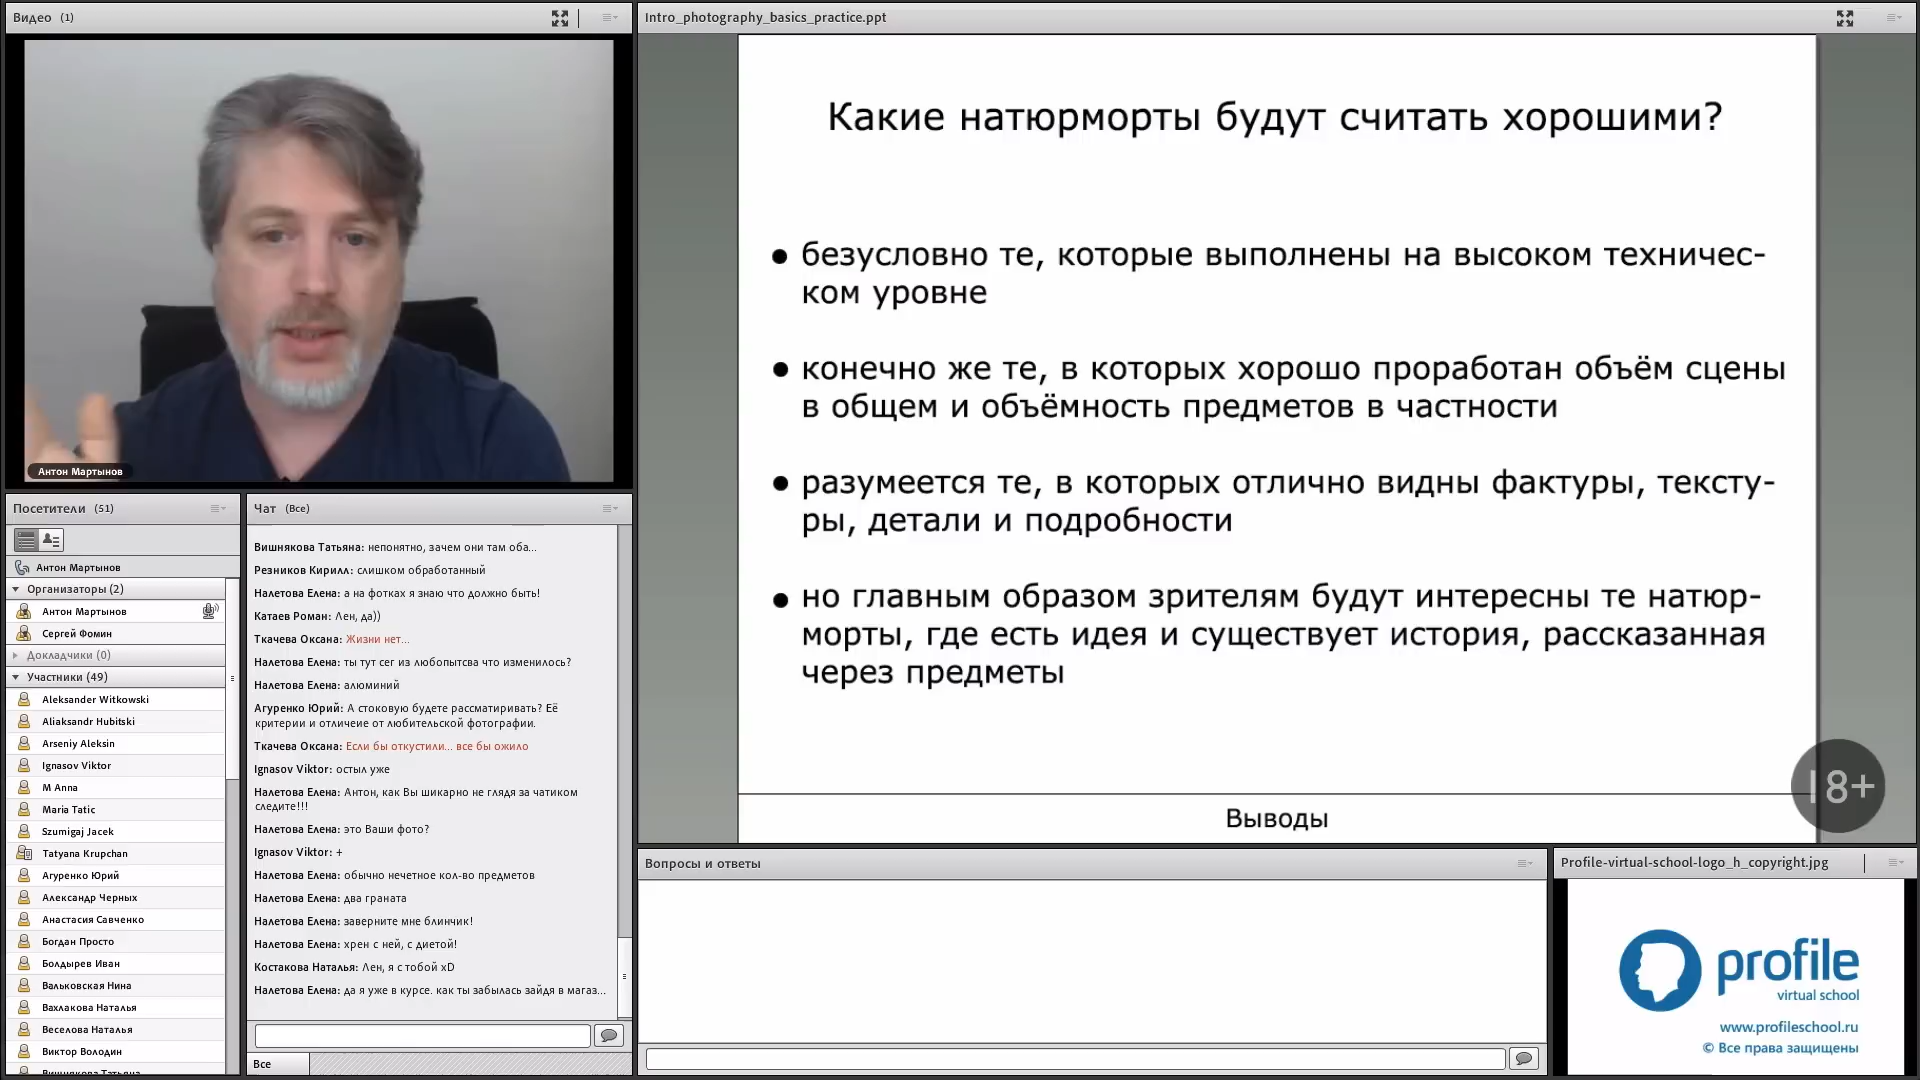 Видео (1)
Антон Мартынов
Посетители (51)
Антон Мартынов
Организаторы (2)
Антон Мартынов
Сергей Фомин
Докладчики (0)
Участники (49)
Aleksander Witkowski
Aliaksandr Hubitski
Arseniy Aleksin
Ignasov Viktor
M Anna
Maria Tatic
Szumigaj Jacek
Tatyana Krupchan
Агуренко Юрий
Александр Черных
Анастасия Савченко
Богдан Просто
Болдырев Иван
Вальковская Нина
Вахлакова Наталья
Веселова Наталья
Виктор Володин
Вишнякова Татьяна
Чат (Все)
Вишнякова Татьяна: непонятно, зачем они там оба...
Резников Кирилл: слишком обработанный
Налетова Елена: а на фотках я знаю что должно быть!
Катаев Роман: Лен, да))
Ткачева Оксана: Жизни нет...
Налетова Елена: ты тут сег из любопытсва что изменилось?
Налетова Елена: алюминий
Агуренко Юрий: А стоковую будете рассматиривать? Её
критерии и отличеие от любительской фотографии.
Ткачева Оксана: Если бы откустили... все бы ожило
Ignasov Viktor: остыл уже
Налетова Елена: Антон, как Вы шикарно не глядя за чатиком
следите!!!
Налетова Елена: это Ваши фото?
Ignasov Viktor: +
Налетова Елена: обычно нечетное кол-во предметов
Налетова Елена: два граната
Налетова Елена: заверните мне блинчик!
Налетова Елена: хрен с ней, с диетой!
Костакова Наталья: Лен, я с тобой xD
Налетова Елена: да я уже в курсе. как ты забылась зайдя в магаз...
Все
Intro_photography_basics_practice.ppt
Какие натюрморты будут считать хорошими?
● безусловно те, которые выполнены на высоком техничес-
ком уровне
● конечно же те, в которых хорошо проработан объём сцены
в общем и объёмность предметов в частности
● разумеется те, в которых отлично видны фактуры, тексту-
ры, детали и подробности
● но главным образом зрителям будут интересны те натюр-
морты, где есть идея и существует история, рассказанная
через предметы
18+
Выводы
Вопросы и ответы
Profile-virtual-school-logo_h_copyright.jpg
profile
virtual school
www.profileschool.ru
© Все права защищены